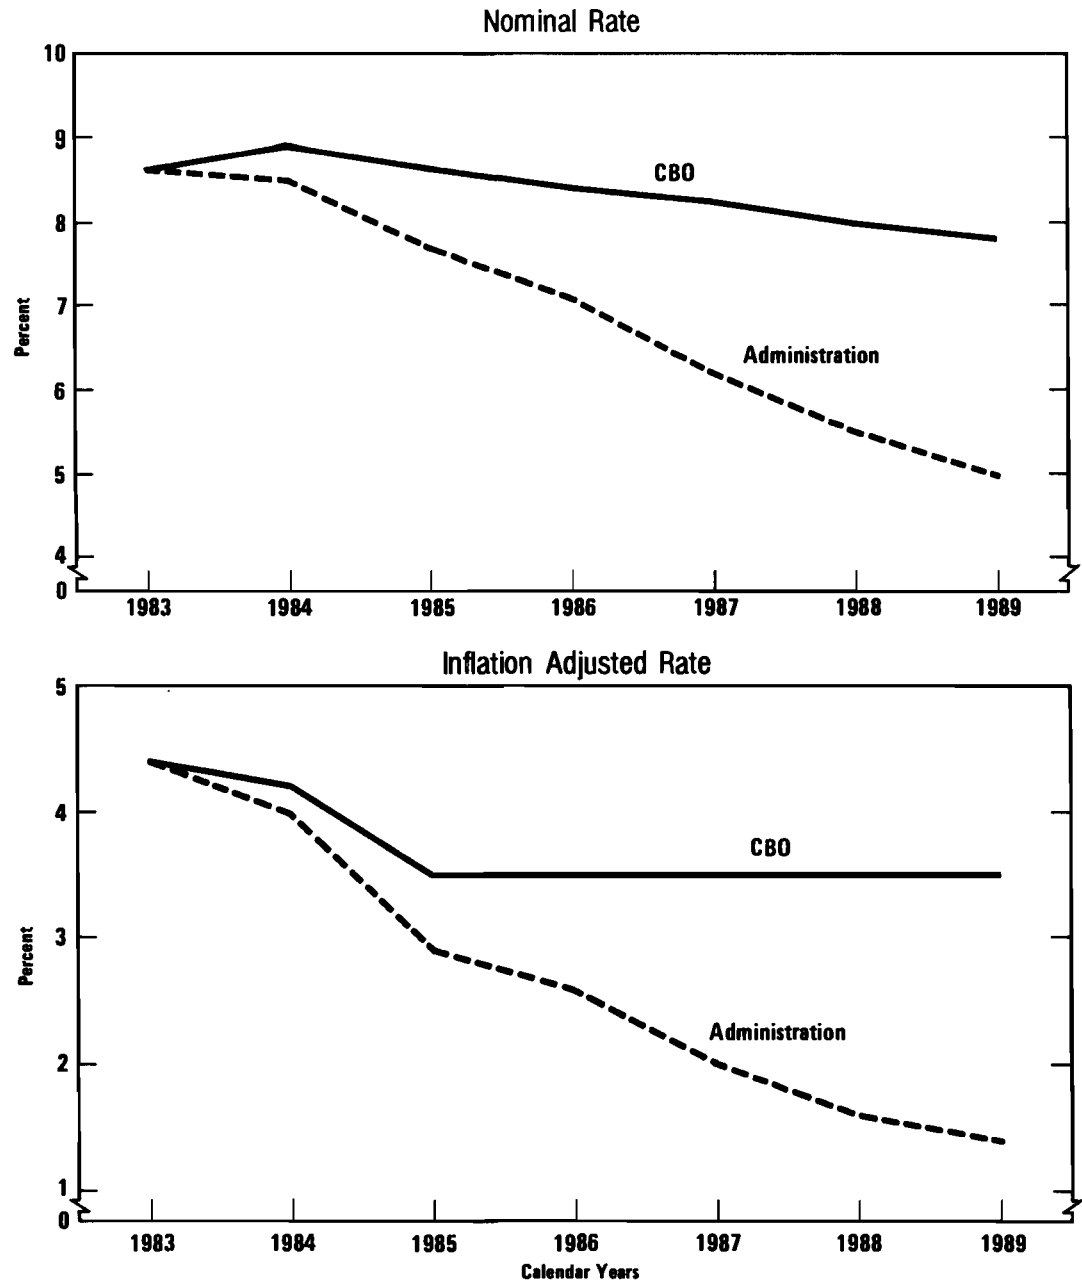 Nominal Rate
10
9
CBO
8
7
Percent
Administration
6
5
4
0
1983 1984 1985 1986 1987 1988 1989
Inflation Adjusted Rate
5
4
CBO
3
Percent
Administration
2
1
0
1983 1984 1985 1986 1987 1988 1989
Calendar Years